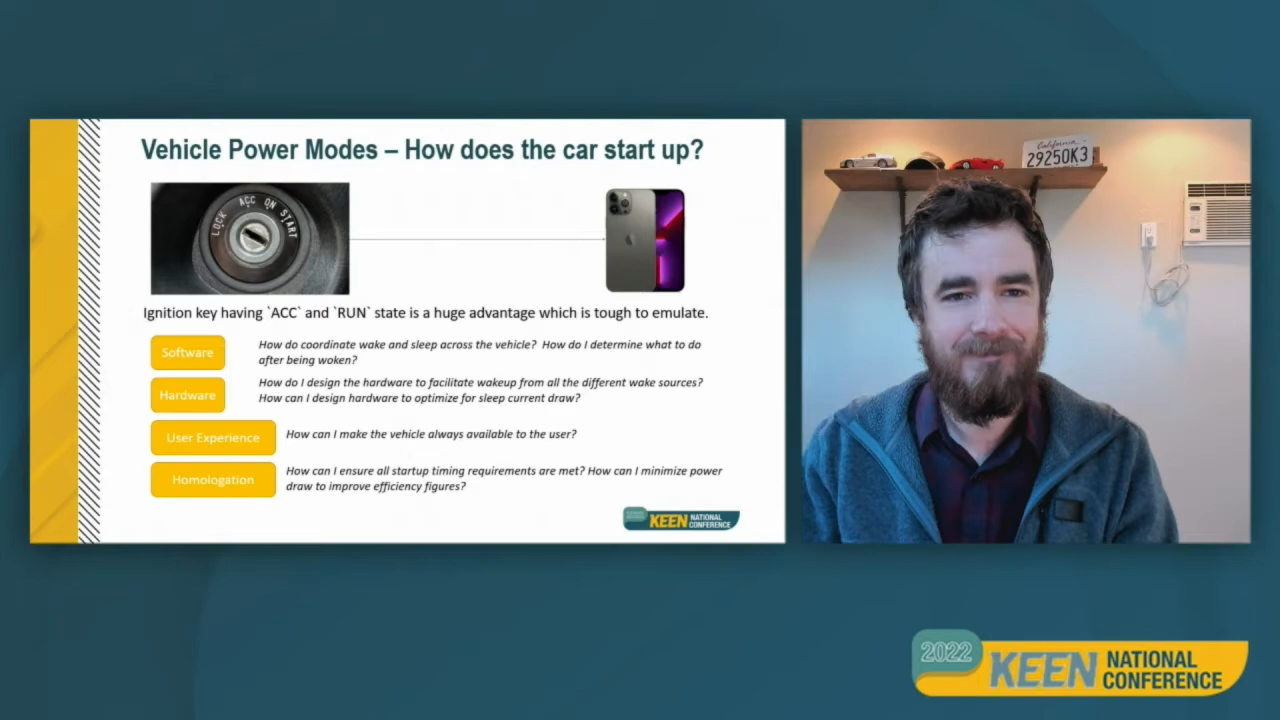 Vehicle Power Modes – How does the car start up?
LOCK ACC ON START
Ignition key having `ACC` and `RUN` state is a huge advantage which is tough to emulate.
Software
How do coordinate wake and sleep across the vehicle? How do I determine what to do
after being woken?
Hardware
How do I design the hardware to facilitate wakeup from all the different wake sources?
How can I design hardware to optimize for sleep current draw?
User Experience
How can I make the vehicle always available to the user?
Homologation
How can I ensure all startup timing requirements are met? How can I minimize power
draw to improve efficiency figures?
KEEN NATIONAL
CONFERENCE
California
29250K3
2022
KEEN NATIONAL
CONFERENCE